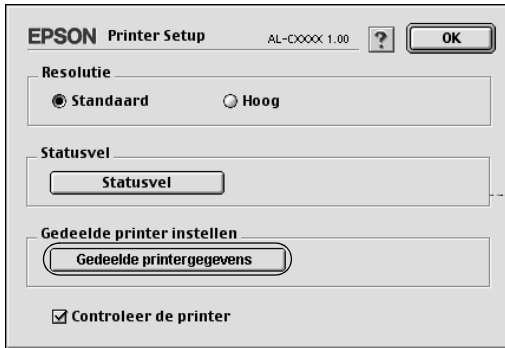 EPSON Printer Setup AL-CXXXX 1.00 ? OK
Resolutie
Standaard Hoog
Statusvel
Statusvel
Gedeelde printer instellen
Gedeelde printergegevens
Controleer de printer